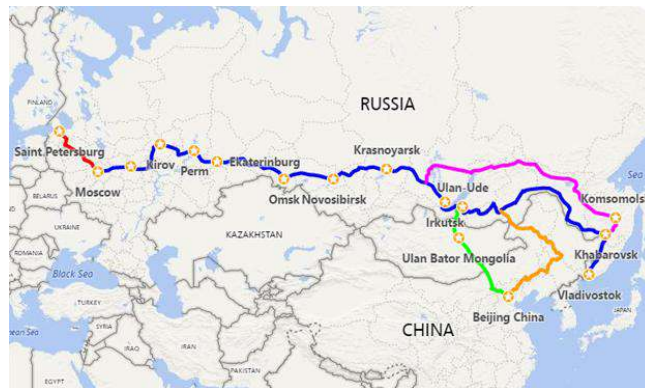 RUSSIA
FINLAND
Saint Petersburg
Kirov
Perm
Ekaterinburg
Krasnoyarsk
Sea
Moscow
Omsk Novosibirsk
Ulan-Ude
Komsomols
BELARUS
Irkutsk
UKRAINE
KAZAKHSTAN
Ulan Bator Mongolia
Khabarovsk
ROMANIA
Black Sea
Vladivostok
TURKEY
Beijing China
nean Sea
SYRIA
CHINA
JAPAN
IRAQ
IRAN
PAKISTAN
EGYPT